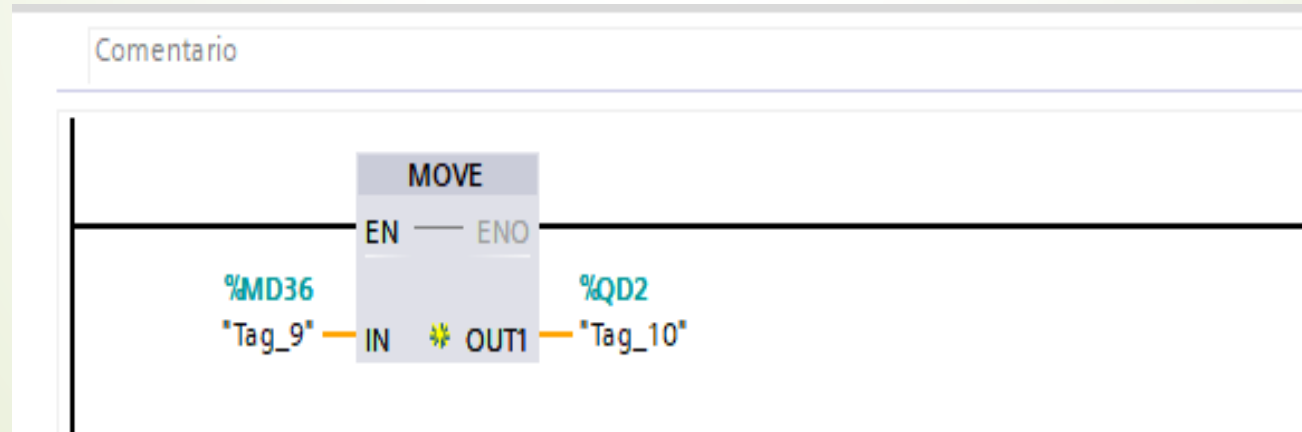 Comentario
MOVE
EN ENO
%MD36 %QD2
"Tag_9" IN OUT1 "Tag_10"